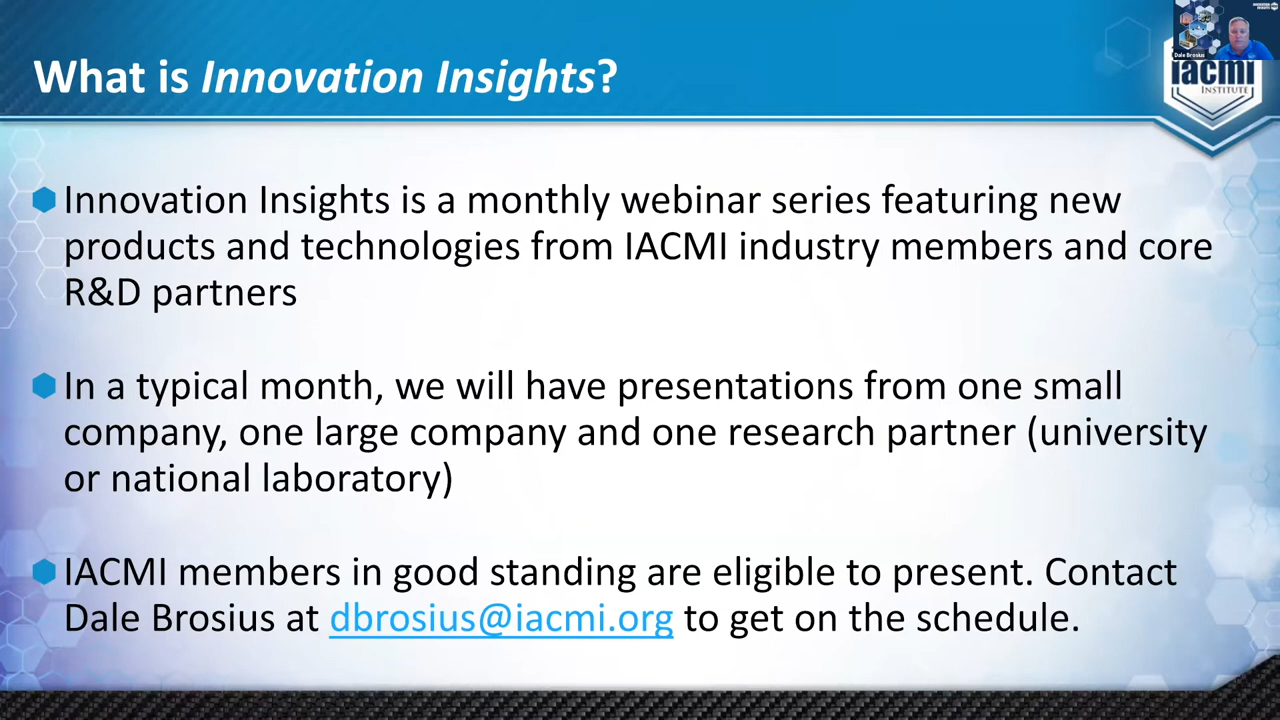 What is Innovation Insights?
Dale Brosius
iacmi
INSTITUTE
Innovation Insights is a monthly webinar series featuring new
products and technologies from IACMI industry members and core
R&D partners
In a typical month, we will have presentations from one small
company, one large company and one research partner (university
or national laboratory)
IACMI members in good standing are eligible to present. Contact
Dale Brosius at dbrosius@iacmi.org to get on the schedule.